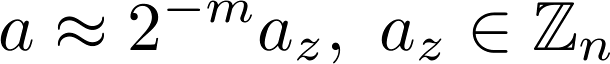 a ≈ 2^{-m} a_z, a_z ∈ ℤ_n